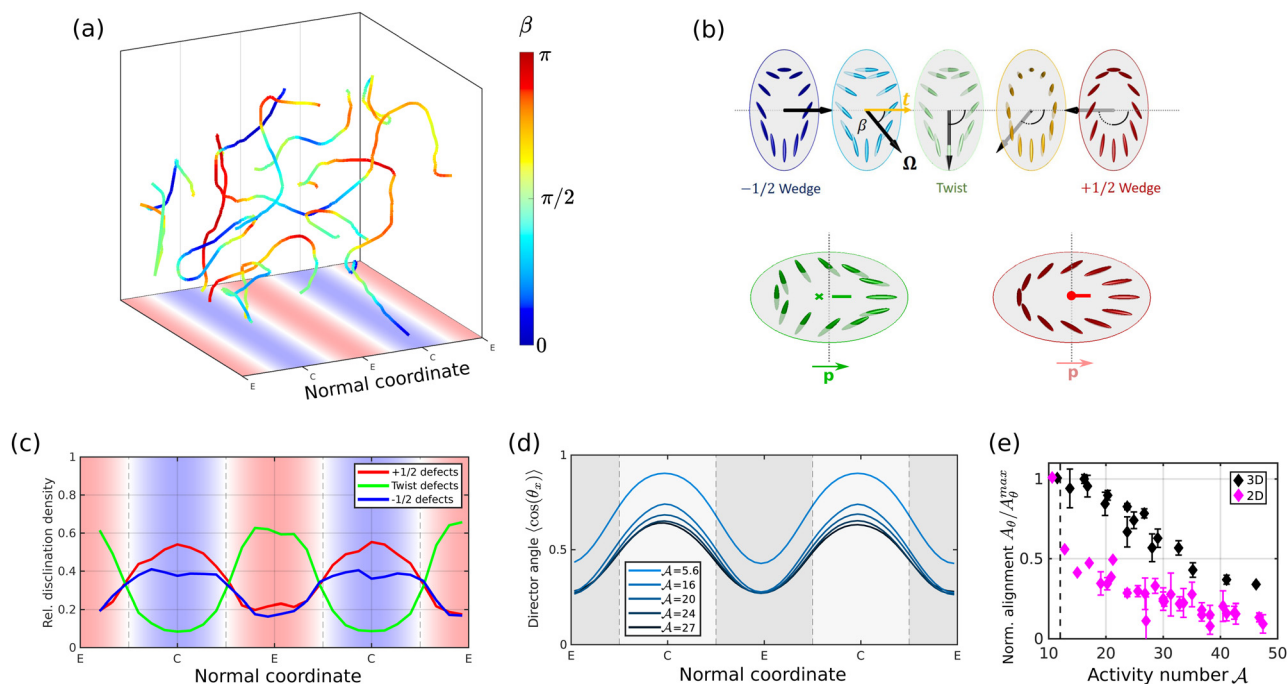 (a)
β
π
π/2
0
E
C
E
C
E
Normal coordinate
(b)
t
β
Ω
−1/2 Wedge
Twist
+1/2 Wedge
p
p
(c)
Rel. disclination density
1
0.8
0.6
0.4
0.2
0
+1/2 defects
Twist defects
-1/2 defects
E
C
E
C
E
Normal coordinate
(d)
Director angle ⟨cos(θₓ)⟩
1
0.5
0
𝒜=5.6
𝒜=16
𝒜=20
𝒜=24
𝒜=27
E
C
E
C
E
Normal coordinate
(e)
Norm. alignment A_θ/A_θ^{max}
1
0.5
0
3D
2D
10
20
30
40
50
Activity number 𝒜